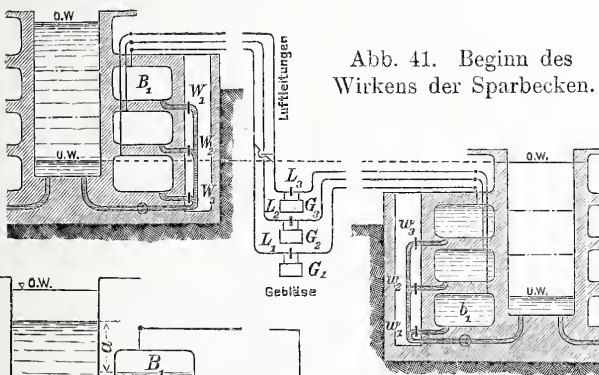 O.W.
Abb. 41. Beginn des
Wirkens der Sparbecken.
Luftleitungen
B₁
W₁
W₂
W₃
U.W.
O.W.
L₃
L₂ G₃
G₂
L₁
G₁
Gebläse
w₃
w₂
w₁
b₁
U.W.
O.W.
a
B₁